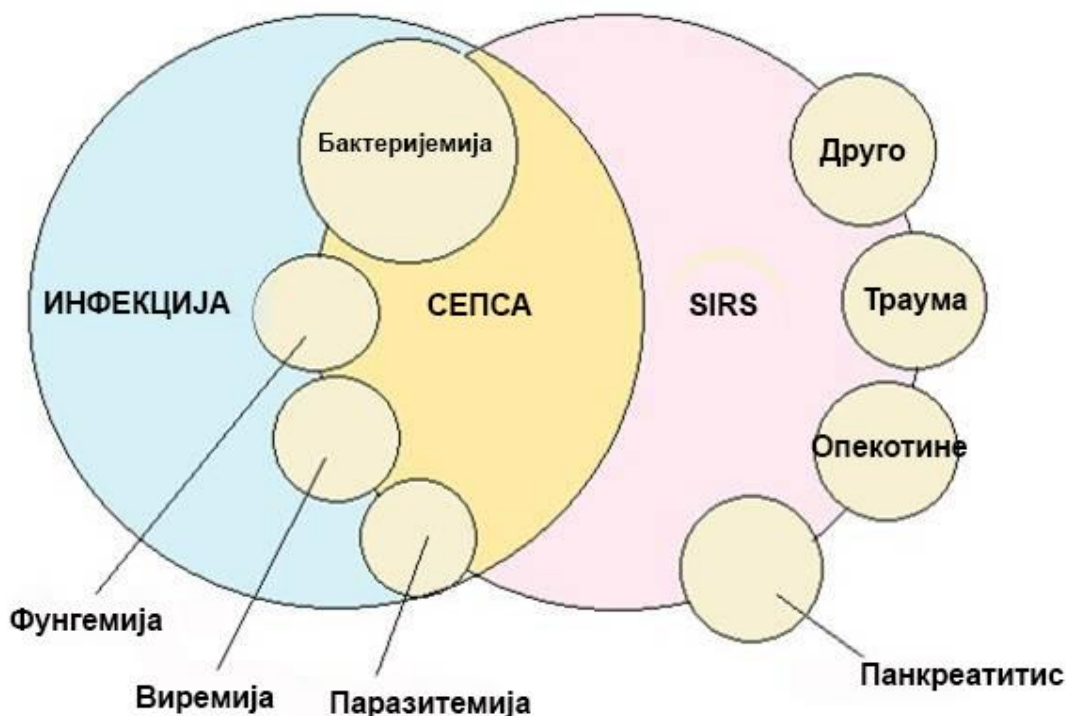 Бактеријемија
Друго
ИНФЕКЦИЈА
СЕПСА
SIRS
Траума
Опекотине
Фунгемија
Виремија
Паразитемија
Панкреатитис